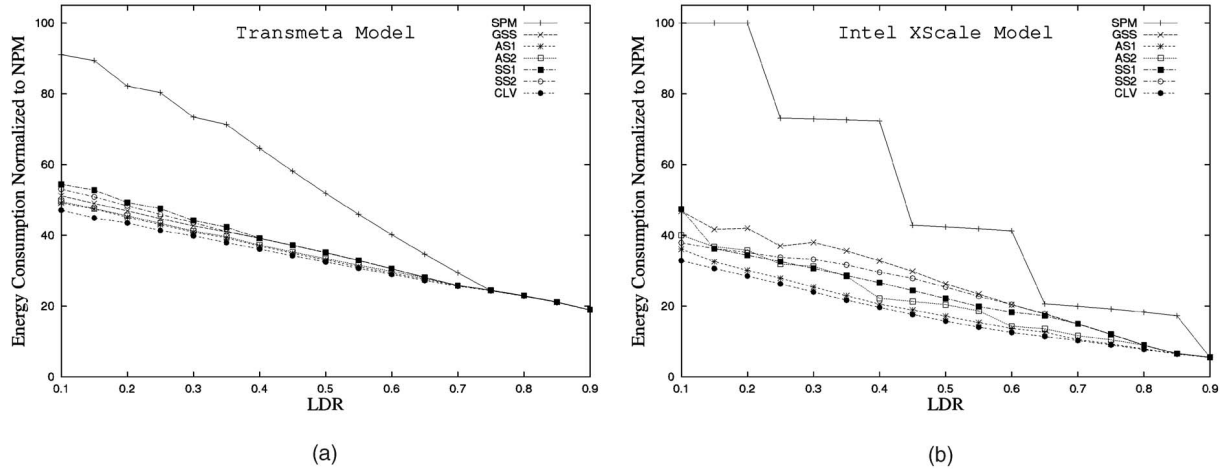 Energy Consumption Normalized to NPM
100
80
60
40
20
0
Transmeta Model
SPM
GSS
AS1
AS2
SS1
SS2
CLV
0.1 0.2 0.3 0.4 0.5 0.6 0.7 0.8 0.9
LDR
(a)
Energy Consumption Normalized to NPM
100
80
60
40
20
0
Intel XScale Model
SPM
GSS
AS1
AS2
SS1
SS2
CLV
0.1 0.2 0.3 0.4 0.5 0.6 0.7 0.8 0.9
LDR
(b)